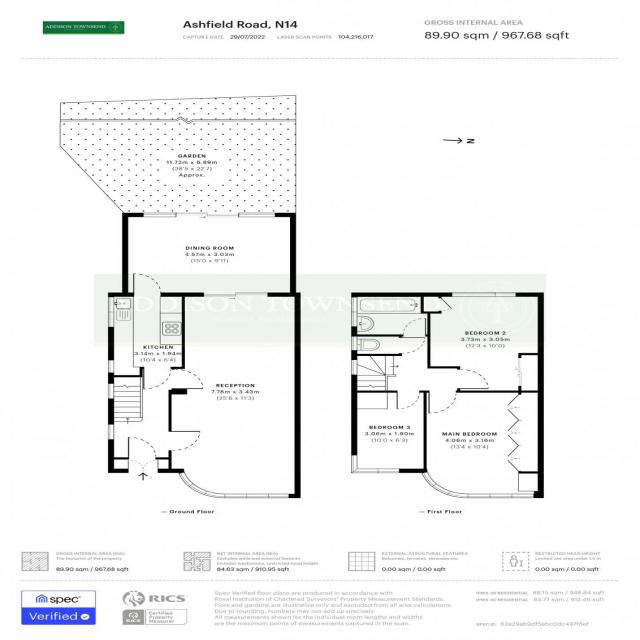 ADDISON TOWNSEND
Ashfield Road, N14
CAPTURE DATE 29/07/2022 LASER SCAN POINTS 104,216,017
GROSS INTERNAL AREA
89.90 sqm / 967.68 sqft
N
GARDEN
11.72m x 6.89m
(38'5 x 22'7)
Approx.
DINING ROOM
4.57m x 3.03m
(15'0 x 9'11)
ADDISON TOWNSEND
KITCHEN
3.14m x 1.94m
(10'4 x 6'4)
RECEPTION
7.78m x 3.43m
(25'6 x 11'3)
BEDROOM 2
3.73m x 3.05m
(12'3 x 10'0)
BEDROOM 3
3.06m x 1.90m
(10'0 x 6'3)
MAIN BEDROOM
4.06m x 3.16m
(13'4 x 10'4)
— Ground Floor
— First Floor
GROSS INTERNAL AREA (GIA)
The footprint of the property
89.90 sqm / 967.68 sqft
NET INTERNAL AREA (NIA)
Excludes walls and external features
Includes washrooms, restricted head height
84.63 sqm / 910.95 sqft
EXTERNAL STRUCTURAL FEATURES
Balconies, terraces, verandas etc.
0.00 sqm / 0.00 sqft
RESTRICTED HEAD HEIGHT
Limited use area under 1.5 m
0.00 sqm / 0.00 sqft
spec
Verified
RICS
Certified
Property
Measurer
Spec Verified floor plans are produced in accordance with
Royal Institution of Chartered Surveyors' Property Measurement Standards.
Plots and gardens are illustrative only and excluded from all area calculations.
Due to rounding, numbers may not add up precisely.
All measurements shown for the individual room lengths and widths
are the maximum points of measurements captured in the scan.
IPMS 3B RESIDENTIAL 88.15 sqm / 948.84 sqft
IPMS 3C RESIDENTIAL 84.77 sqm / 912.46 sqft
SPEC ID